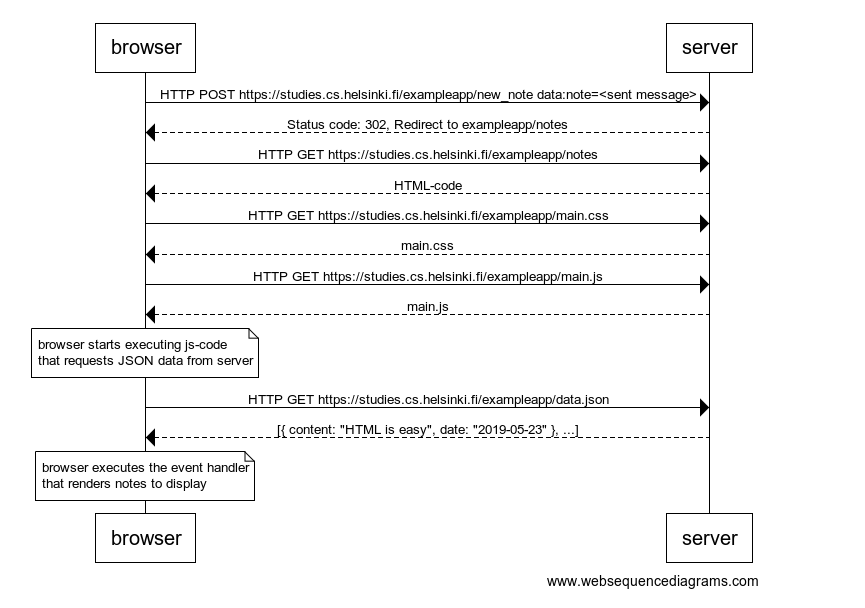 browser
server
HTTP POST https://studies.cs.helsinki.fi/exampleapp/new_note data:note=<sent message>
Status code: 302, Redirect to exampleapp/notes
HTTP GET https://studies.cs.helsinki.fi/exampleapp/notes
HTML-code
HTTP GET https://studies.cs.helsinki.fi/exampleapp/main.css
main.css
HTTP GET https://studies.cs.helsinki.fi/exampleapp/main.js
main.js
browser starts executing js-code
that requests JSON data from server
HTTP GET https://studies.cs.helsinki.fi/exampleapp/data.json
[{ content: "HTML is easy", date: "2019-05-23" }, ...]
browser executes the event handler
that renders notes to display
browser
server
www.websequencediagrams.com